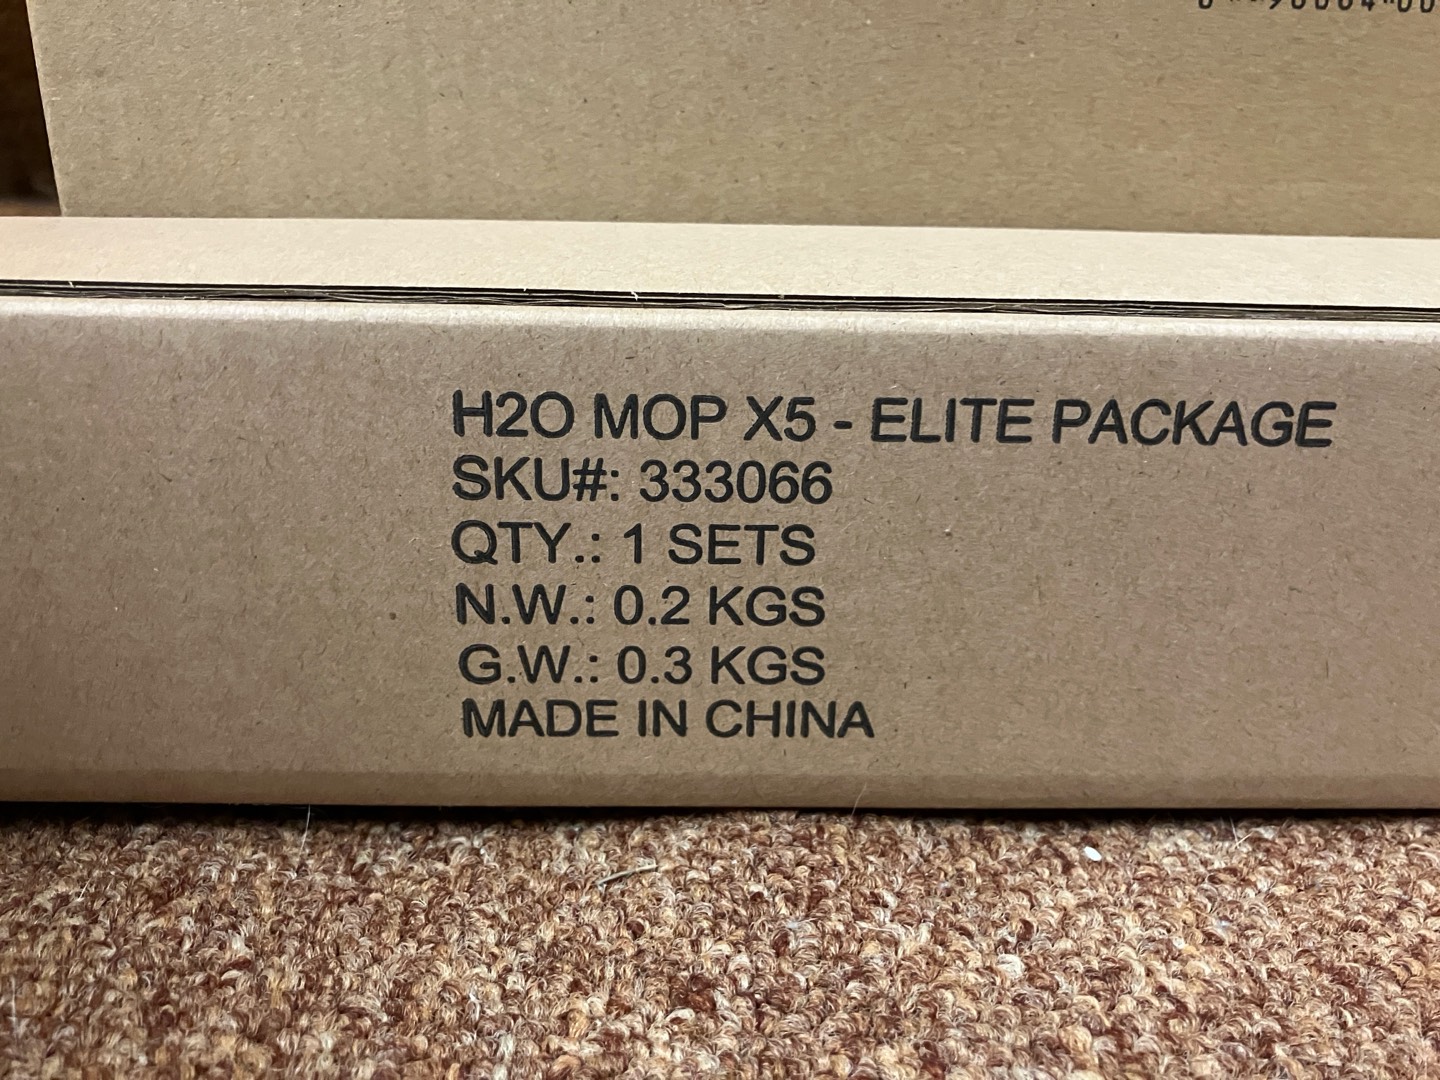 H2O MOP X5 - ELITE PACKAGE
SKU#: 333066
QTY.: 1 SETS
N.W.: 0.2 KGS
G.W.: 0.3 KGS
MADE IN CHINA